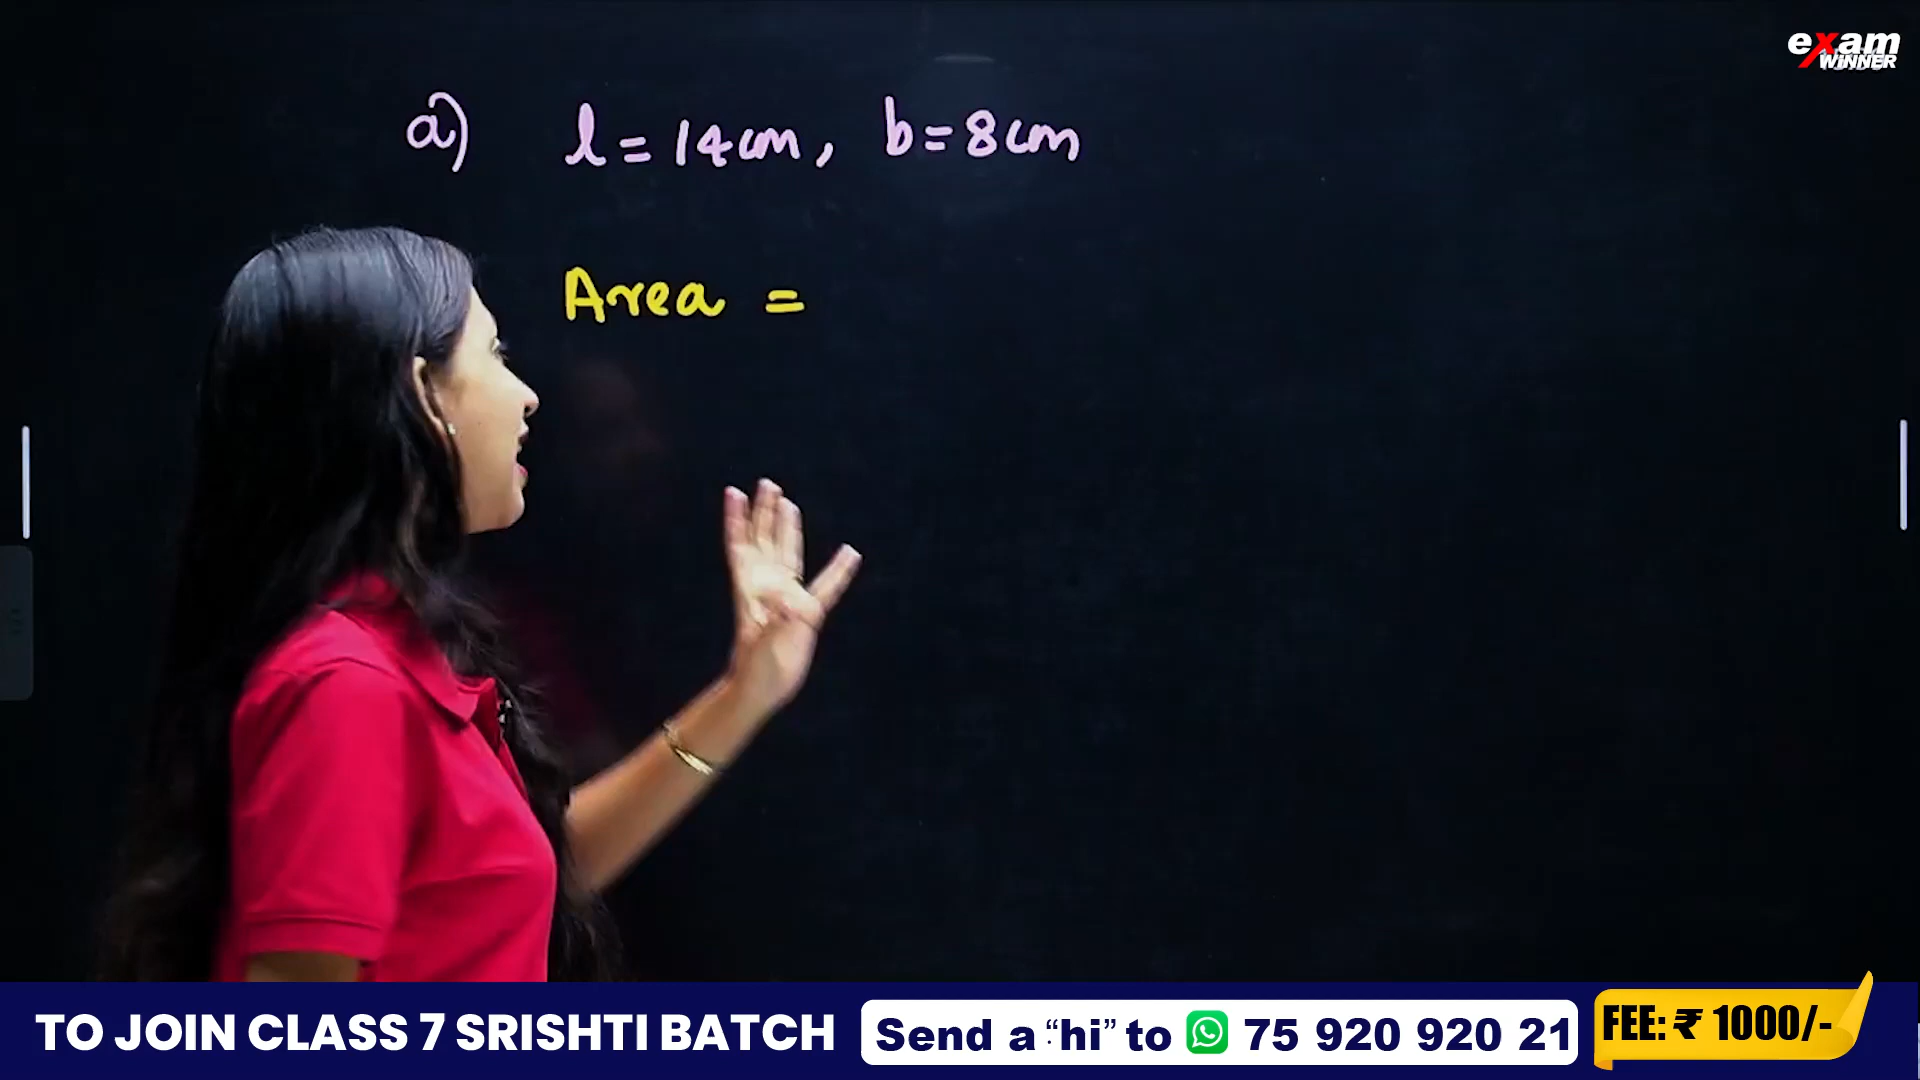 exam
WINNER
a) l = 14cm, b = 8cm
Area =
TO JOIN CLASS 7 SRISHTI BATCH
Send a “hi” to 75 920 920 21
FEE: ₹ 1000/-